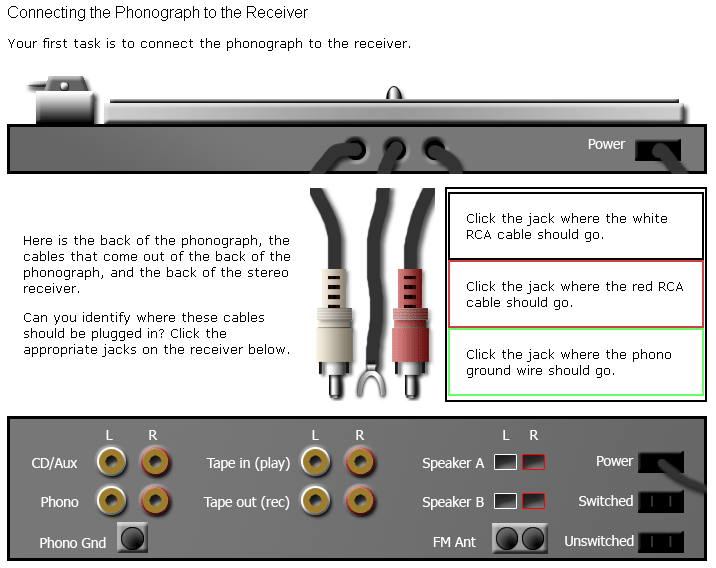 Connecting the Phonograph to the Receiver
Your first task is to connect the phonograph to the receiver.
Power
Here is the back of the phonograph, the
cables that come out of the back of the
phonograph, and the back of the stereo
receiver.
Can you identify where these cables
should be plugged in? Click the
appropriate jacks on the receiver below.
Click the jack where the white
RCA cable should go.
Click the jack where the red RCA
cable should go.
Click the jack where the phono
ground wire should go.
L R L R L R
CD/Aux Tape in (play) Speaker A Power
Phono Tape out (rec) Speaker B Switched
Phono Gnd FM Ant Unswitched